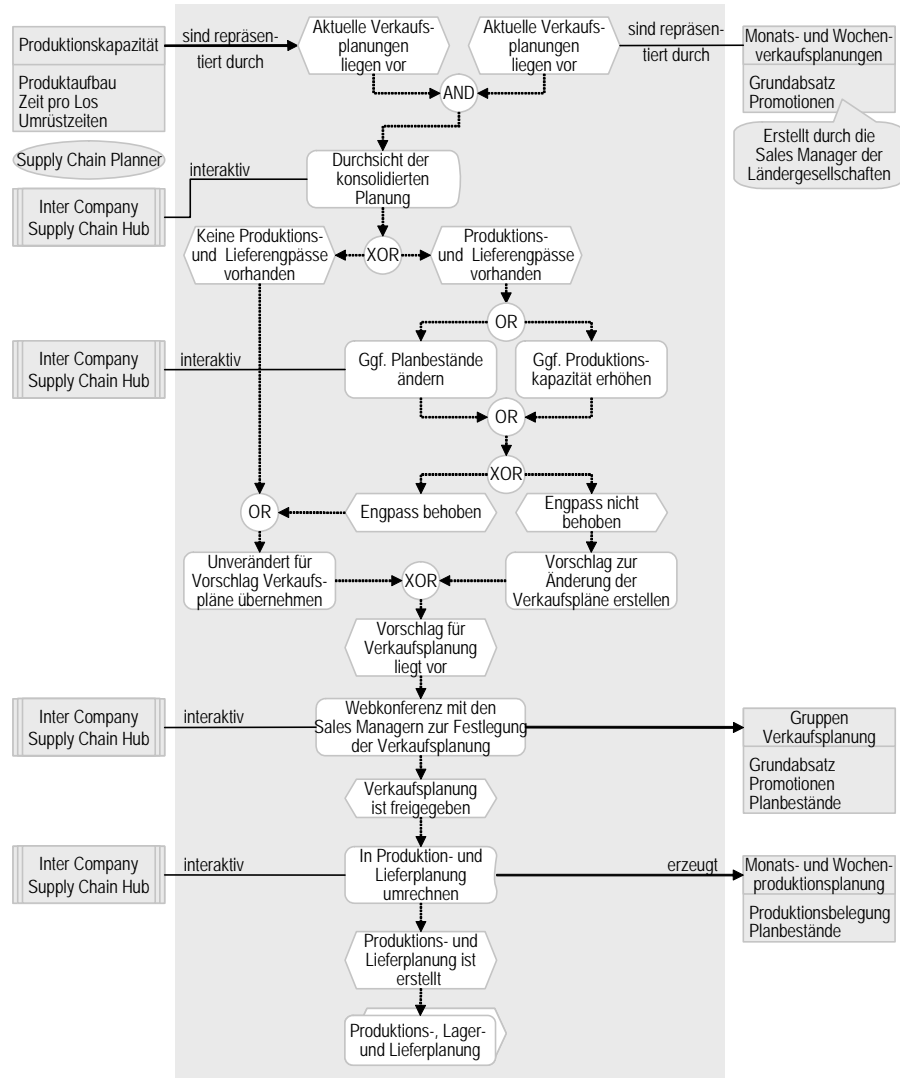 Produktionskapazität
Produktaufbau
Zeit pro Los
Umrüstzeiten
sind repräsen-
tiert durch
Aktuelle Verkaufs-
planungen
liegen vor
Aktuelle Verkaufs-
planungen
liegen vor
sind repräsen-
tiert durch
Monats- und Wochen-
verkaufsplanungen
Grundabsatz
Promotionen
Erstellt durch die
Sales Manager der
Ländergesellschaften
AND
Supply Chain Planner
interaktiv
Durchsicht der
konsolidierten
Planung
Inter Company
Supply Chain Hub
Keine Produktions-
und Lieferengpässe
vorhanden
XOR
Produktions-
und Lieferengpässe
vorhanden
OR
Inter Company
Supply Chain Hub
interaktiv
Ggf. Planbestände
ändern
Ggf. Produktions-
kapazität erhöhen
OR
XOR
OR
Engpass behoben
Engpass nicht
behoben
Unverändert für
Vorschlag Verkaufs-
pläne übernehmen
XOR
Vorschlag zur
Änderung der
Verkaufspläne erstellen
Vorschlag für
Verkaufsplanung
liegt vor
Inter Company
Supply Chain Hub
interaktiv
Webkonferenz mit den
Sales Managern zur Festlegung
der Verkaufsplanung
Gruppen
Verkaufsplanung
Grundabsatz
Promotionen
Planbestände
Verkaufsplanung
ist freigegeben
Inter Company
Supply Chain Hub
interaktiv
In Produktion- und
Lieferplanung
umrechnen
erzeugt
Monats- und Wochen-
produktionsplanung
Produktionsbelegung
Planbestände
Produktions- und
Lieferplanung ist
erstellt
Produktions-, Lager-
und Lieferplanung